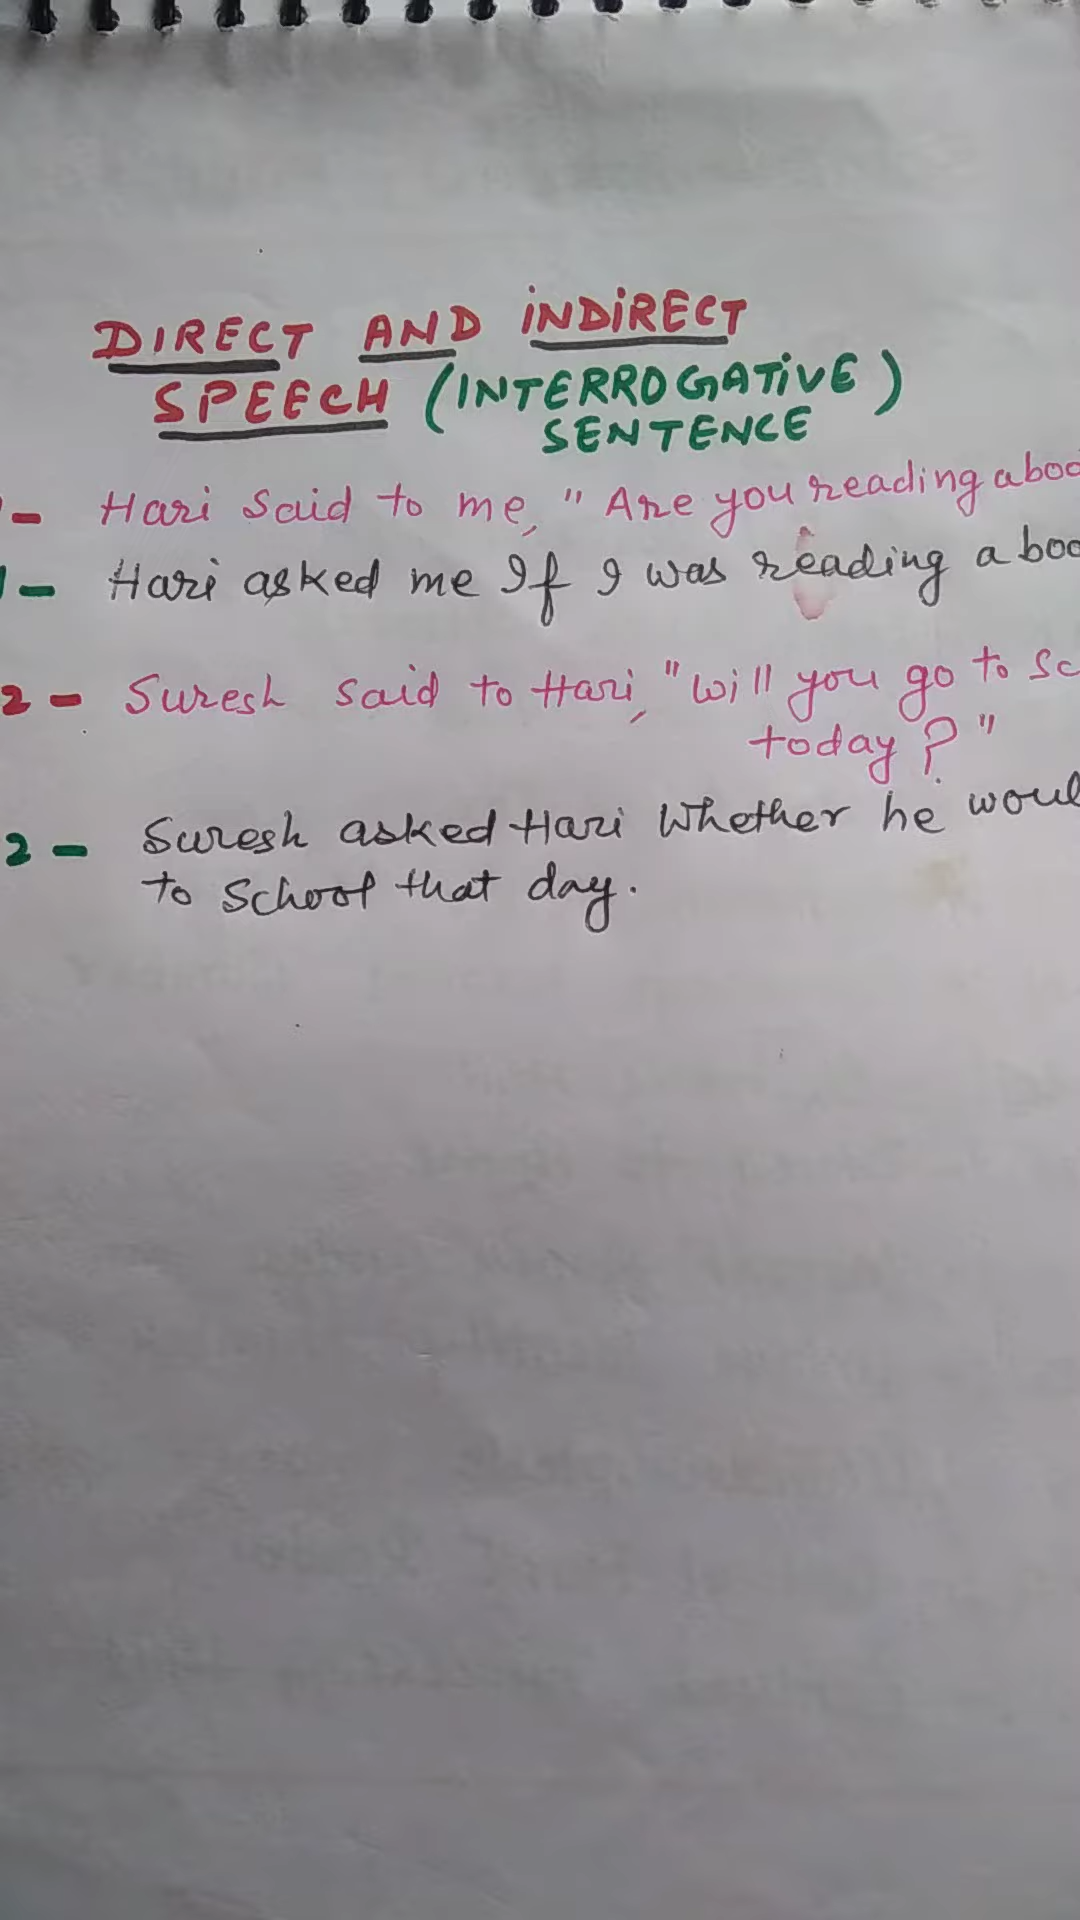 DIRECT AND INDIRECT
SPEECH (INTERROGATIVE)
SENTENCE
- Hari said to me, "Are you reading a
1- Hari asked me If I was reading a
2- Suresh said to Hari, "Will you go to
today?"
2- Suresh asked Hari Whether he
to School that day.